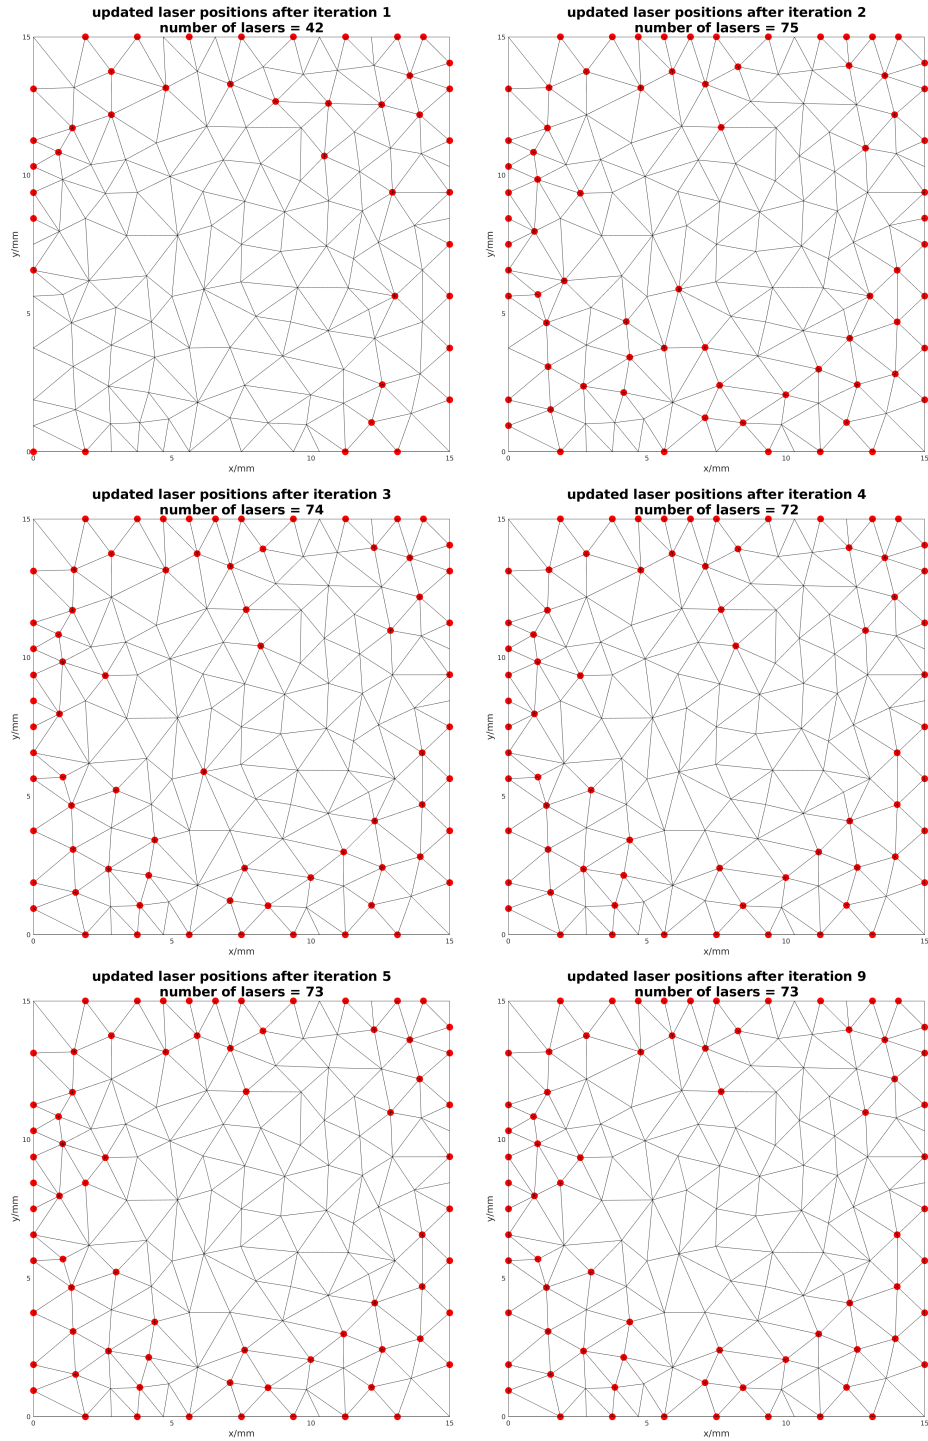 updated laser positions after iteration 1
number of lasers = 42
15
10
y/mm
5
0
0 5 10 15
x/mm
updated laser positions after iteration 2
number of lasers = 75
15
10
y/mm
5
0
0 5 10 15
x/mm
updated laser positions after iteration 3
number of lasers = 74
15
10
y/mm
5
0
0 5 10 15
x/mm
updated laser positions after iteration 4
number of lasers = 72
15
10
y/mm
5
0
0 5 10 15
x/mm
updated laser positions after iteration 5
number of lasers = 73
15
10
y/mm
5
0
0 5 10 15
x/mm
updated laser positions after iteration 9
number of lasers = 73
15
10
y/mm
5
0
0 5 10 15
x/mm